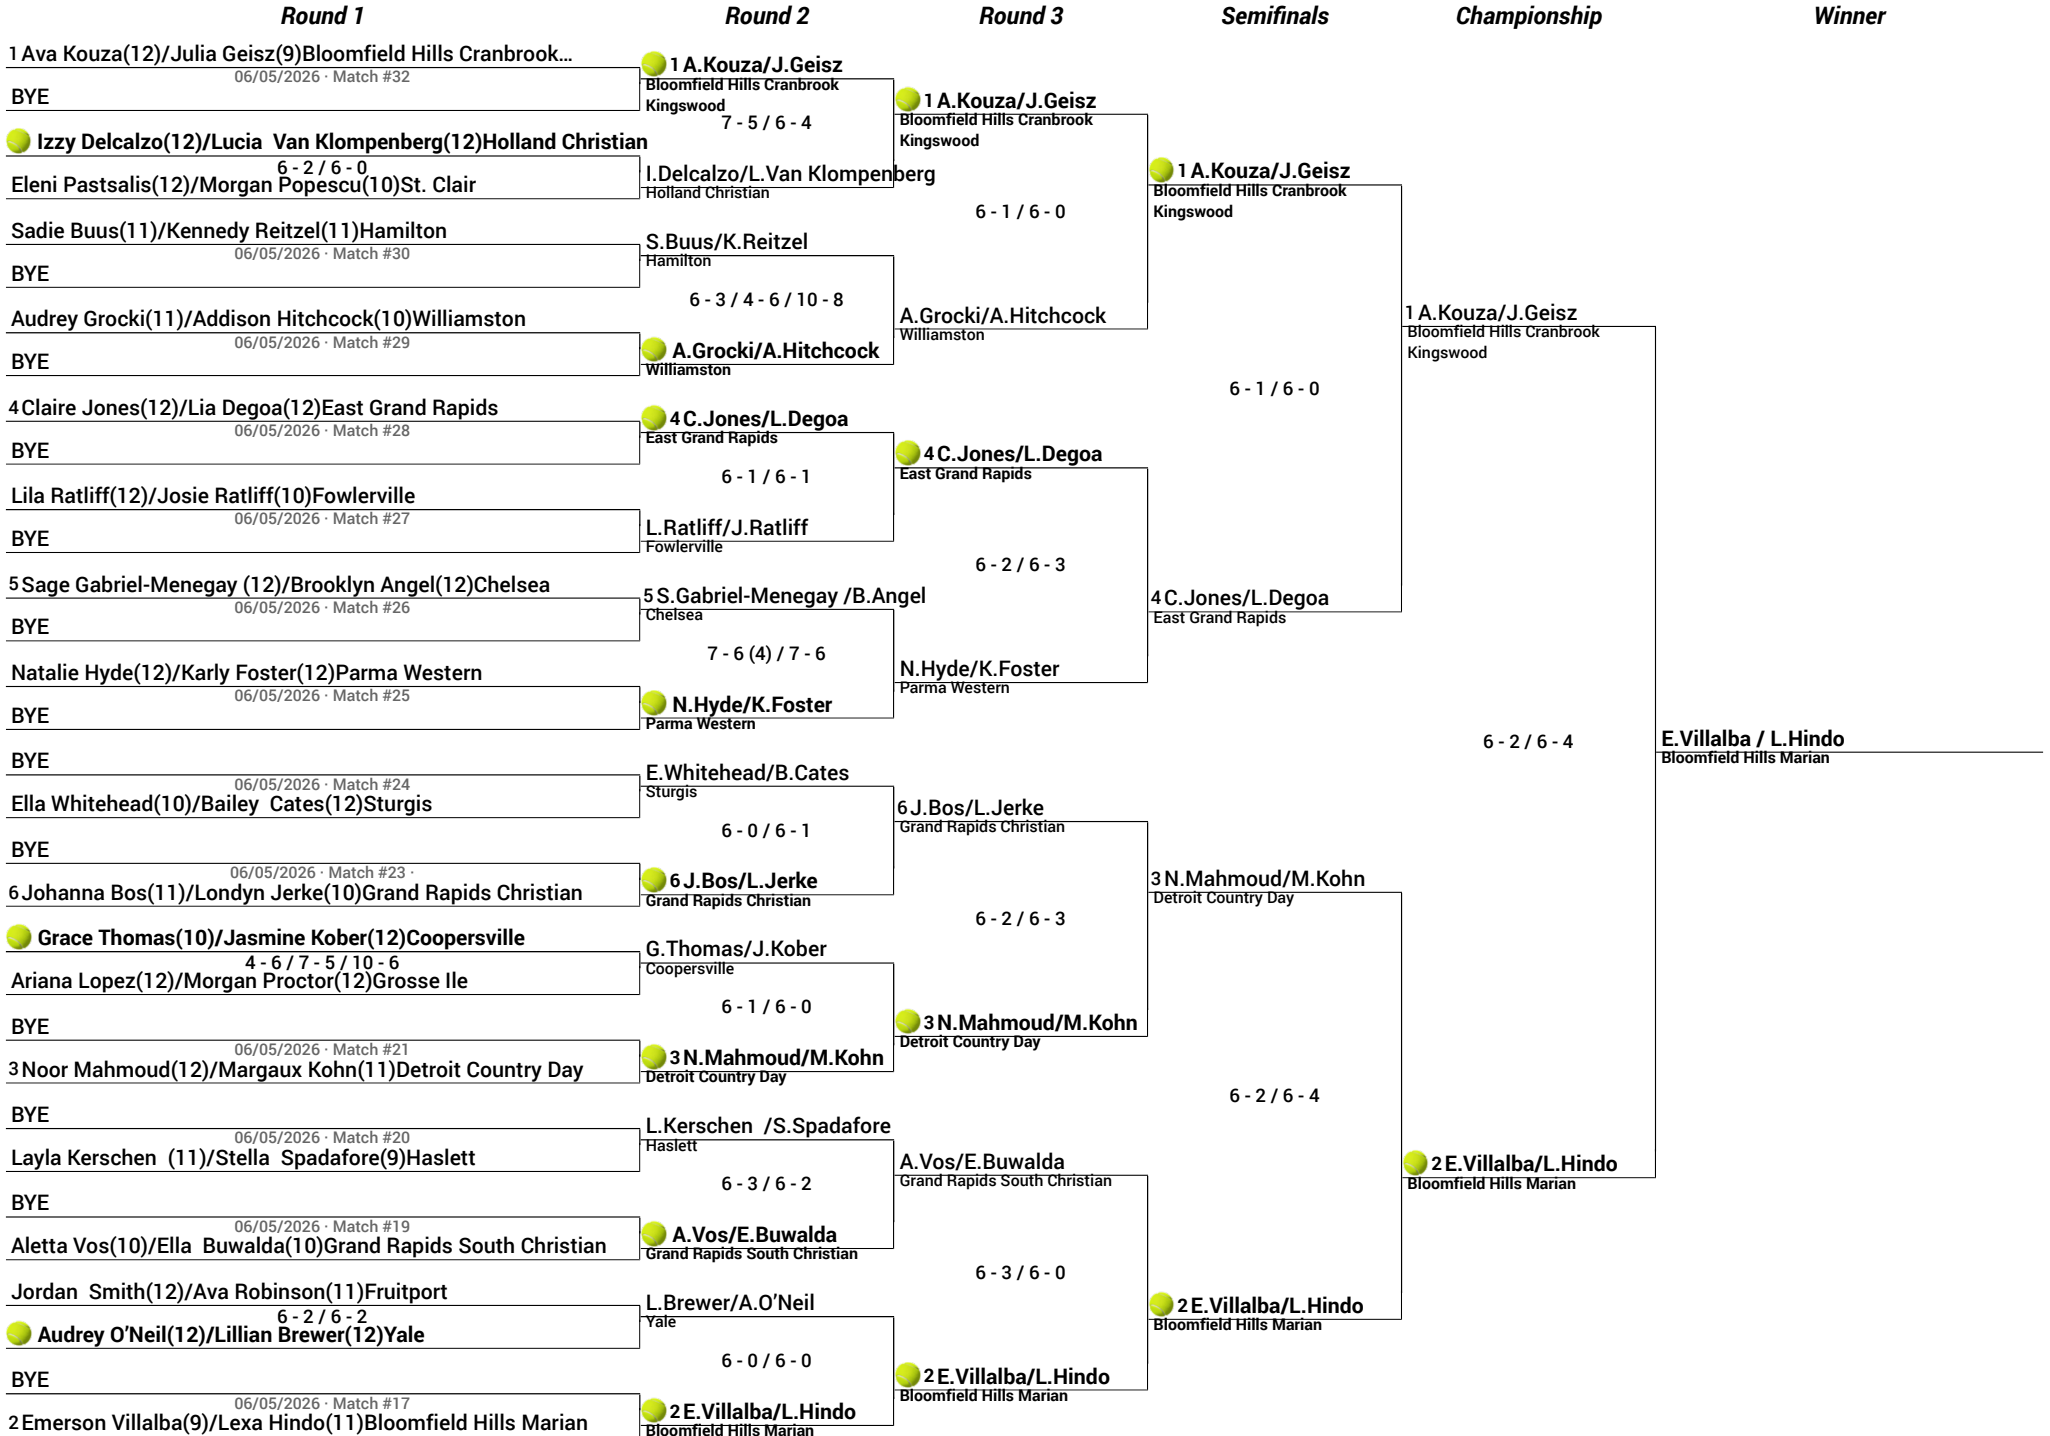 Round 1
Round 2
Round 3
Semifinals
Championship
Winner
1 Ava Kouza(12)/Julia Geisz(9)Bloomfield Hills Cranbrook...
06/05/2026 · Match #32
BYE
Izzy Delcalzo(12)/Lucia  Van Klompenberg(12)Holland Christian
6 - 2 / 6 - 0
Eleni Pastsalis(12)/Morgan Popescu(10)St. Clair
Sadie Buus(11)/Kennedy Reitzel(11)Hamilton
06/05/2026 · Match #30
BYE
Audrey Grocki(11)/Addison Hitchcock(10)Williamston
06/05/2026 · Match #29
BYE
4 Claire Jones(12)/Lia Degoa(12)East Grand Rapids
06/05/2026 · Match #28
BYE
Lila Ratliff(12)/Josie Ratliff(10)Fowlerville
06/05/2026 · Match #27
BYE
5 Sage Gabriel-Menegay (12)/Brooklyn Angel(12)Chelsea
06/05/2026 · Match #26
BYE
Natalie Hyde(12)/Karly Foster(12)Parma Western
06/05/2026 · Match #25
BYE
BYE
06/05/2026 · Match #24
Ella Whitehead(10)/Bailey  Cates(12)Sturgis
BYE
06/05/2026 · Match #23 ·
6 Johanna Bos(11)/Londyn Jerke(10)Grand Rapids Christian
Grace Thomas(10)/Jasmine Kober(12)Coopersville
4 - 6 / 7 - 5 / 10 - 6
Ariana Lopez(12)/Morgan Proctor(12)Grosse Ile
BYE
06/05/2026 · Match #21
3 Noor Mahmoud(12)/Margaux Kohn(11)Detroit Country Day
BYE
06/05/2026 · Match #20
Layla Kerschen  (11)/Stella  Spadafore(9)Haslett
BYE
06/05/2026 · Match #19
Aletta Vos(10)/Ella  Buwalda(10)Grand Rapids South Christian
Jordan  Smith(12)/Ava Robinson(11)Fruitport
6 - 2 / 6 - 2
Audrey O’Neil(12)/Lillian Brewer(12)Yale
BYE
06/05/2026 · Match #17
2 Emerson Villalba(9)/Lexa Hindo(11)Bloomfield Hills Marian
1 A.Kouza/J.Geisz
Bloomfield Hills Cranbrook
Kingswood
7 - 5 / 6 - 4
I.Delcalzo/L.Van Klompenberg
Holland Christian
S.Buus/K.Reitzel
Hamilton
6 - 3 / 4 - 6 / 10 - 8
A.Grocki/A.Hitchcock
Williamston
4 C.Jones/L.Degoa
East Grand Rapids
6 - 1 / 6 - 1
L.Ratliff/J.Ratliff
Fowlerville
5 S.Gabriel-Menegay /B.Angel
Chelsea
7 - 6 (4) / 7 - 6
N.Hyde/K.Foster
Parma Western
E.Whitehead/B.Cates
Sturgis
6 - 0 / 6 - 1
6 J.Bos/L.Jerke
Grand Rapids Christian
G.Thomas/J.Kober
Coopersville
6 - 1 / 6 - 0
3 N.Mahmoud/M.Kohn
Detroit Country Day
L.Kerschen  /S.Spadafore
Haslett
6 - 3 / 6 - 2
A.Vos/E.Buwalda
Grand Rapids South Christian
L.Brewer/A.O’Neil
Yale
6 - 0 / 6 - 0
2 E.Villalba/L.Hindo
Bloomfield Hills Marian
1 A.Kouza/J.Geisz
Bloomfield Hills Cranbrook
Kingswood
6 - 1 / 6 - 0
A.Grocki/A.Hitchcock
Williamston
4 C.Jones/L.Degoa
East Grand Rapids
6 - 2 / 6 - 3
N.Hyde/K.Foster
Parma Western
6 J.Bos/L.Jerke
Grand Rapids Christian
6 - 2 / 6 - 3
3 N.Mahmoud/M.Kohn
Detroit Country Day
A.Vos/E.Buwalda
Grand Rapids South Christian
6 - 3 / 6 - 0
2 E.Villalba/L.Hindo
Bloomfield Hills Marian
1 A.Kouza/J.Geisz
Bloomfield Hills Cranbrook
Kingswood
6 - 1 / 6 - 0
4 C.Jones/L.Degoa
East Grand Rapids
3 N.Mahmoud/M.Kohn
Detroit Country Day
6 - 2 / 6 - 4
2 E.Villalba/L.Hindo
Bloomfield Hills Marian
1 A.Kouza/J.Geisz
Bloomfield Hills Cranbrook
Kingswood
6 - 2 / 6 - 4
2 E.Villalba/L.Hindo
Bloomfield Hills Marian
E.Villalba / L.Hindo
Bloomfield Hills Marian